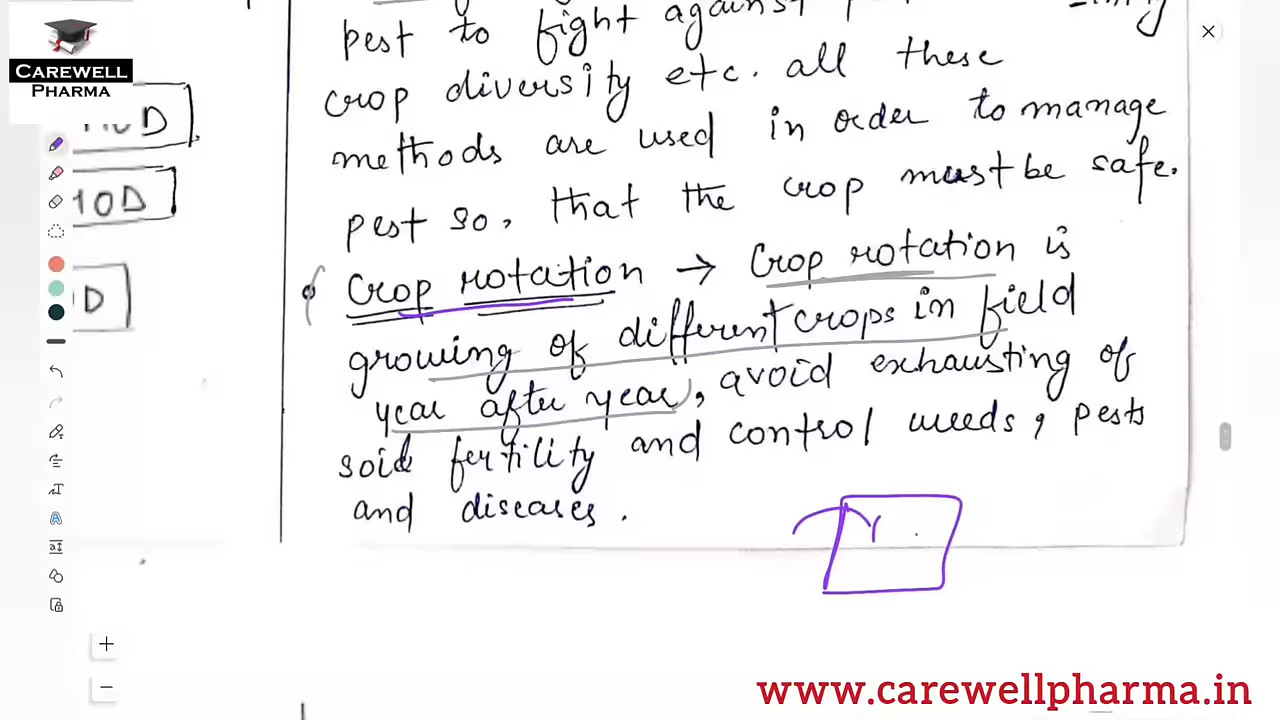 CAREWELL
PHARMA
pest to fight against
crop diversity etc. all these
methods are used in order to manage
pest so, that the crop must be safe.
Crop rotation → Crop rotation is
growing of different crops in field
year after year, avoid exhausting of
soil fertility and control weeds, pests
and diseases.
10D
D
www.carewellpharma.in